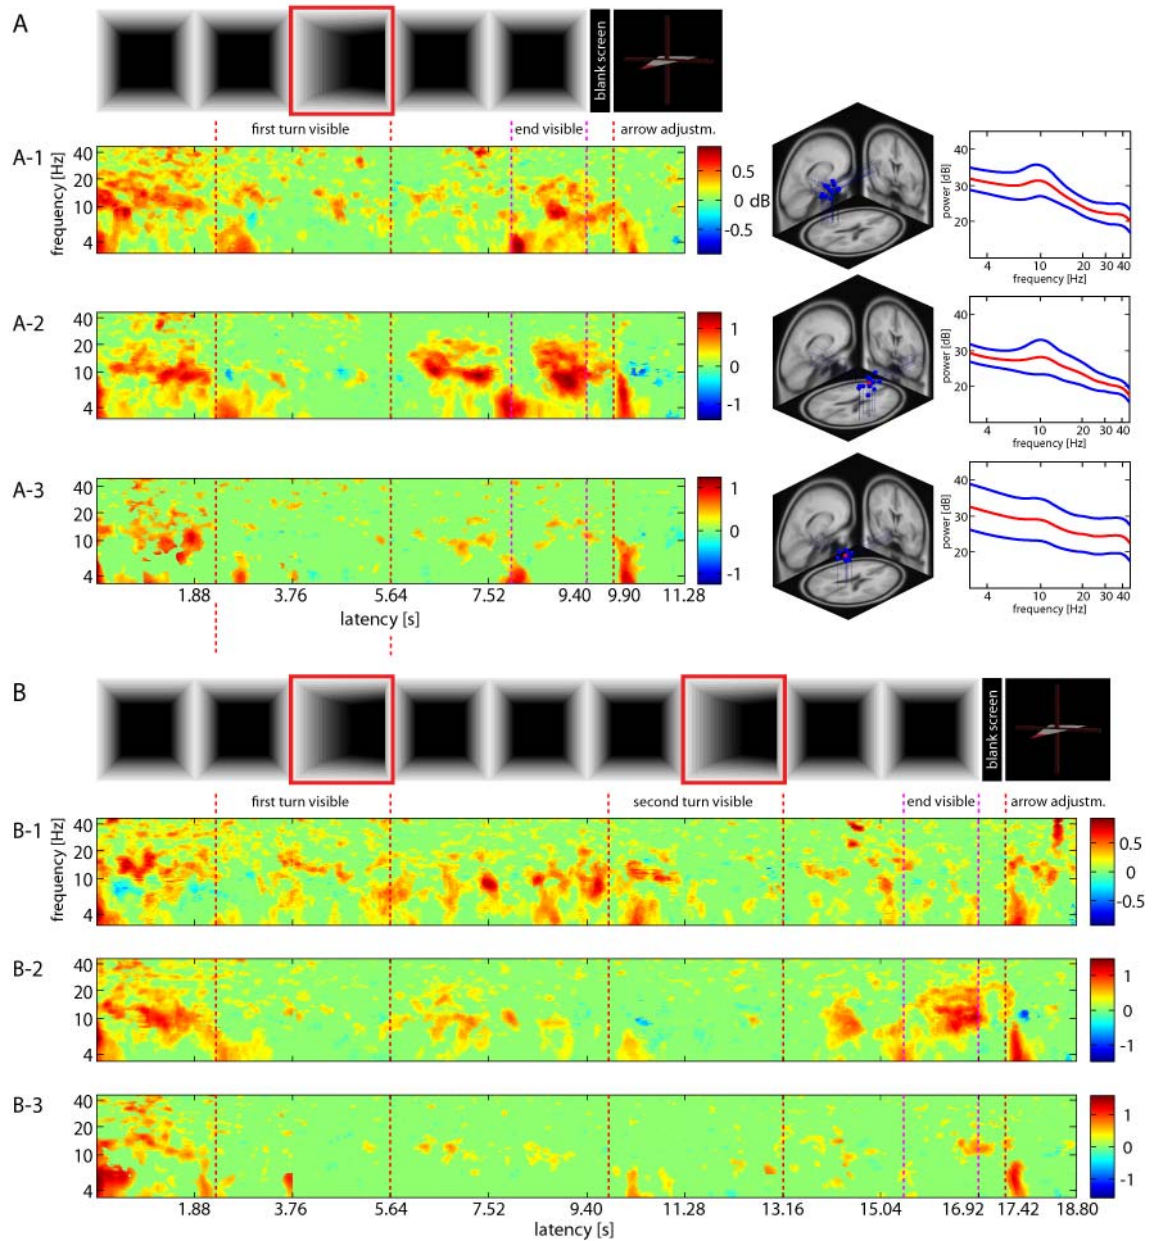 A
blank screen
first turn visible
end visible
arrow adjustm.
A-1
frequency [Hz]
40
20
10
4
0.5
0 dB
-0.5
power [dB]
40
30
20
4 10 20 30 40
frequency [Hz]
A-2
40
20
10
4
1
0
-1
power [dB]
40
30
20
4 10 20 30 40
frequency [Hz]
A-3
40
20
10
4
1
0
-1
power [dB]
40
30
20
4 10 20 30 40
frequency [Hz]
1.88 3.76 5.64 7.52 9.40 9.90 11.28
latency [s]
B
blank screen
first turn visible
second turn visible
end visible
arrow adjustm.
B-1
frequency [Hz]
40
20
10
4
0.5
0
-0.5
B-2
40
20
10
4
1
0
-1
B-3
40
20
10
4
1
0
-1
1.88 3.76 5.64 7.52 9.40 11.28 13.16 15.04 16.92 17.42 18.80
latency [s]